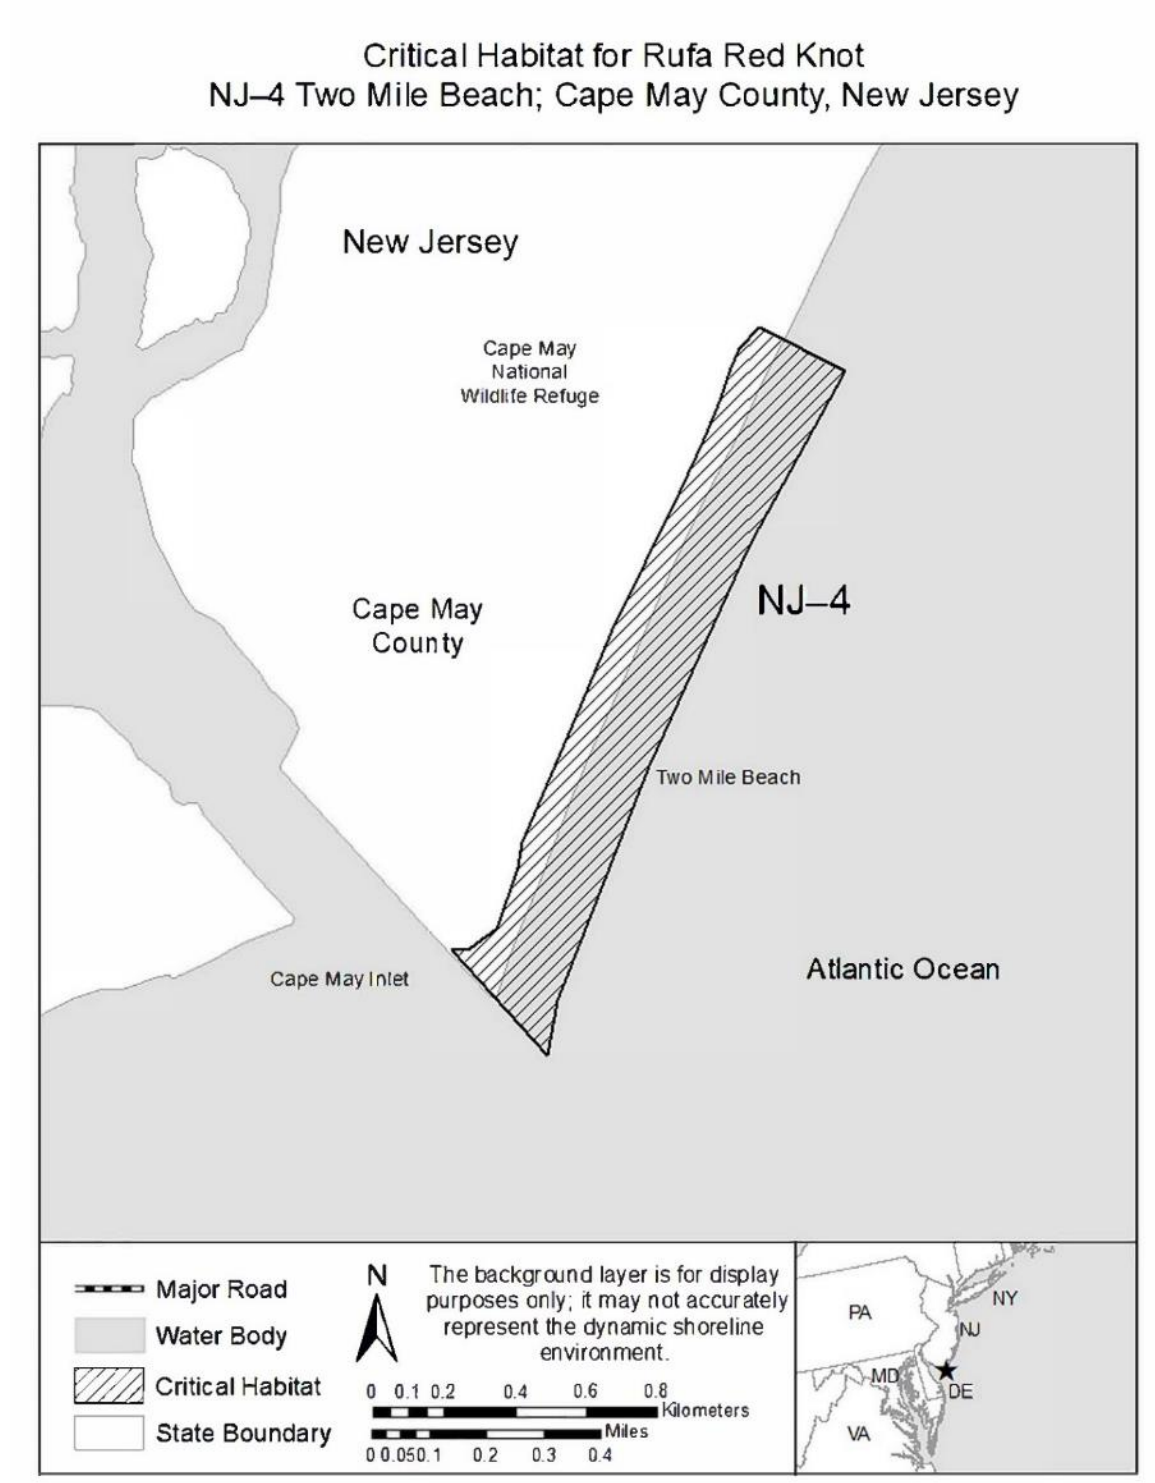 Critical Habitat for Rufa Red Knot
NJ–4 Two Mile Beach; Cape May County, New Jersey
New Jersey
Cape May
National
Wildlife Refuge
NJ–4
Cape May
County
Two Mile Beach
Atlantic Ocean
Cape May Inlet
Major Road
Water Body
Critical Habitat
State Boundary
N
The background layer is for display
purposes only; it may not accurately
represent the dynamic shoreline
environment.
0 0.1 0.2 0.4 0.6 0.8
Kilometers
Miles
0 0.05 0.1 0.2 0.3 0.4
PA
NY
NJ
MD
DE
VA